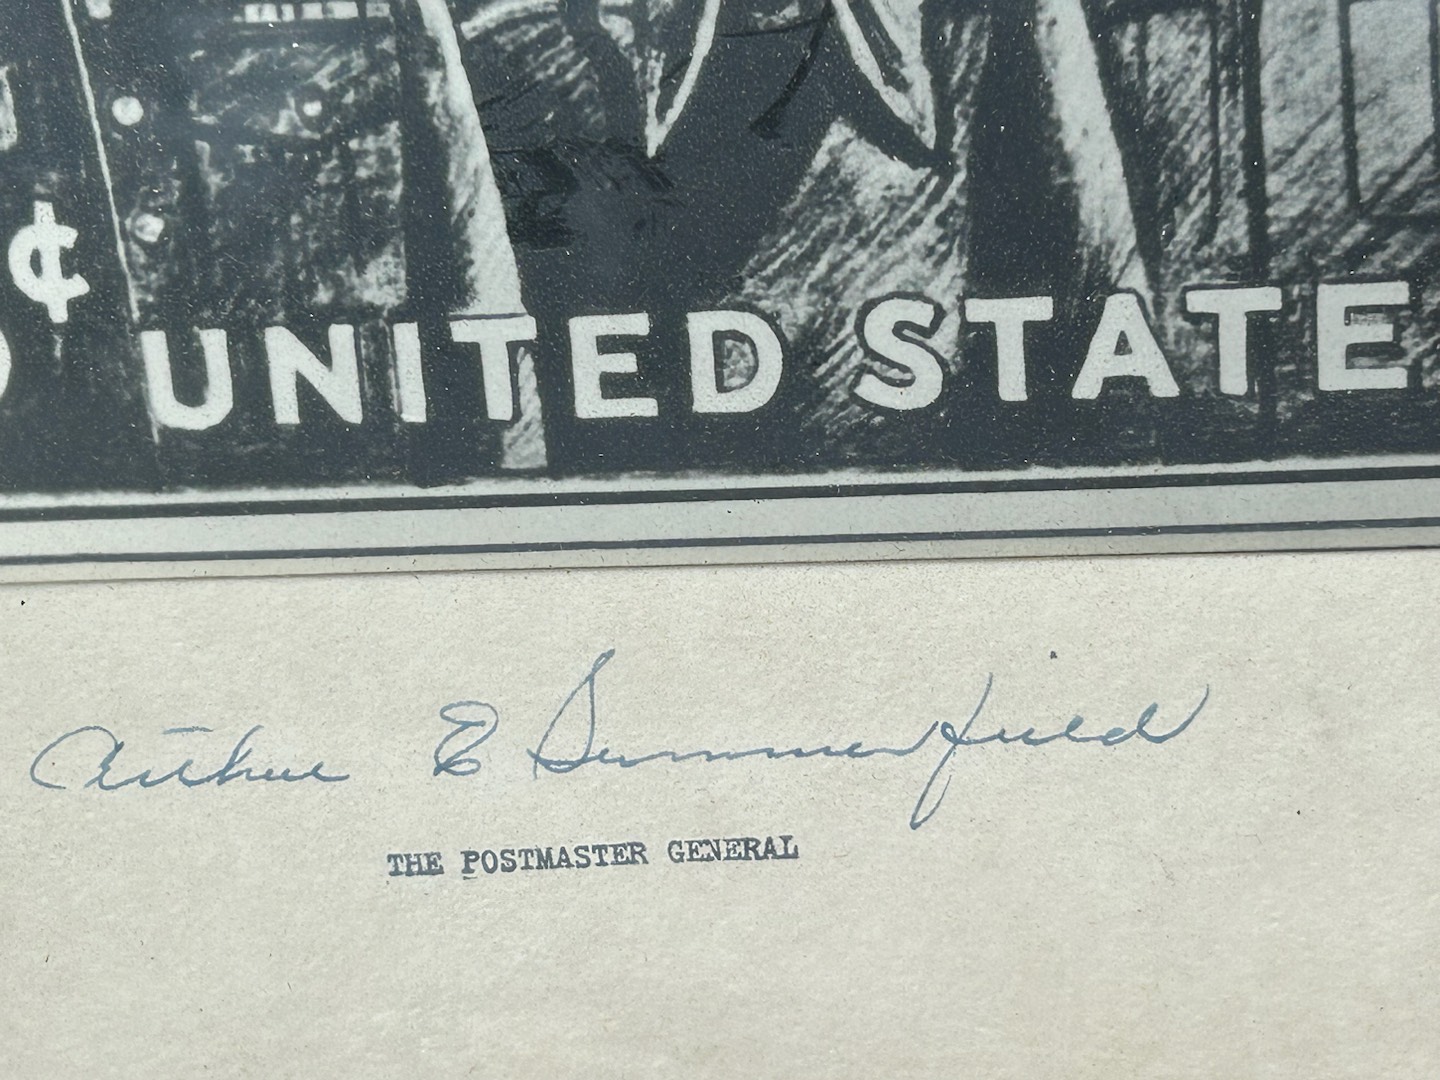 ¢ UNITED STATE
Arthur E Summerfield
THE POSTMASTER GENERAL